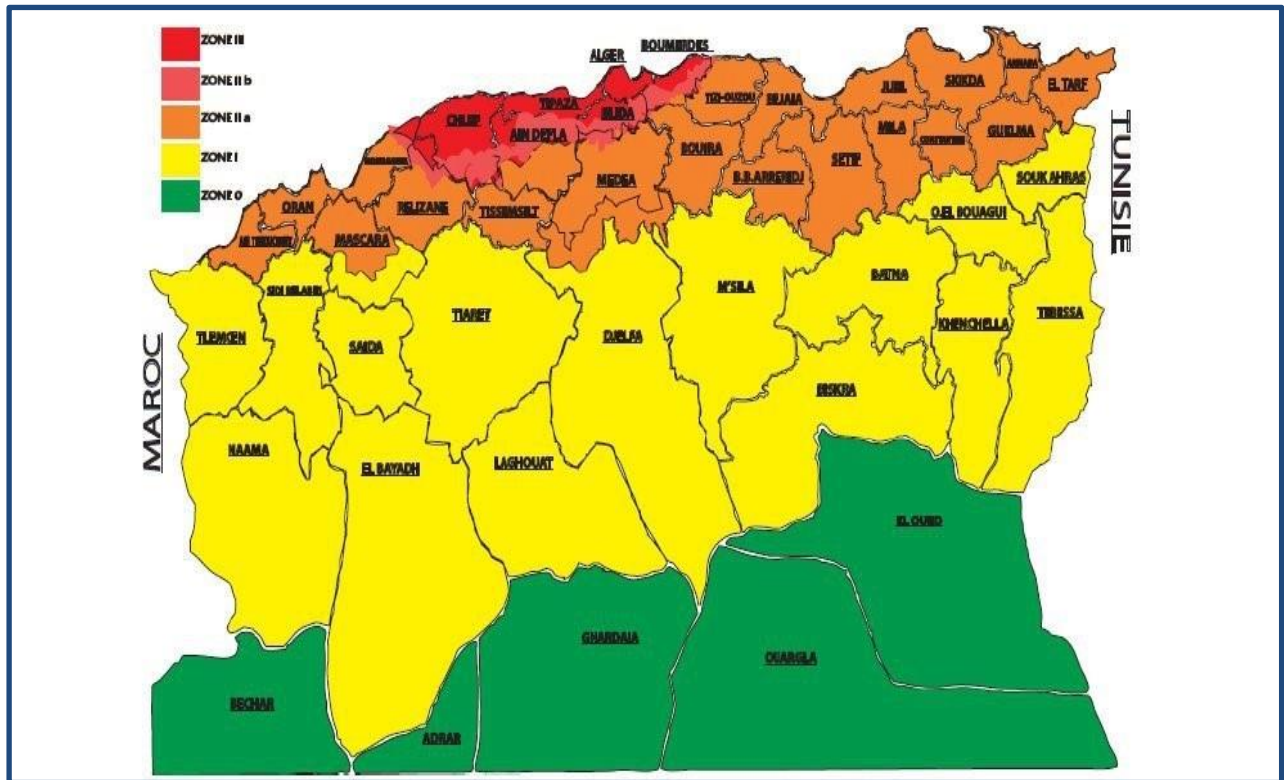 ZONE III
ZONE II b
ZONE II a
ZONE I
ZONE 0
ALGER
BOUMERDES
TIPAZA
BLIDA
CHLEF
AIN DEFLA
TIZI-OUZOU
BEJAIA
JIJEL
SKIKDA
ANNABA
EL TARF
MILA
GUELMA
BOUIRA
SETIF
B.B.ARRERIDJ
MEDEA
SOUK AHRAS
ORAN
RELIZANE
TISSEMSILT
MASCARA
O.EL BOUAGUI
TUNISIE
M'SILA
BATNA
SIDI BELABES
TIARET
TLEMCEN
SAIDA
DJELFA
KHENCHELLA
TEBESSA
MAROC
BISKRA
NAAMA
EL BAYADH
LAGHOUAT
EL OUED
GHARDAIA
OUARGLA
BECHAR
ADRAR